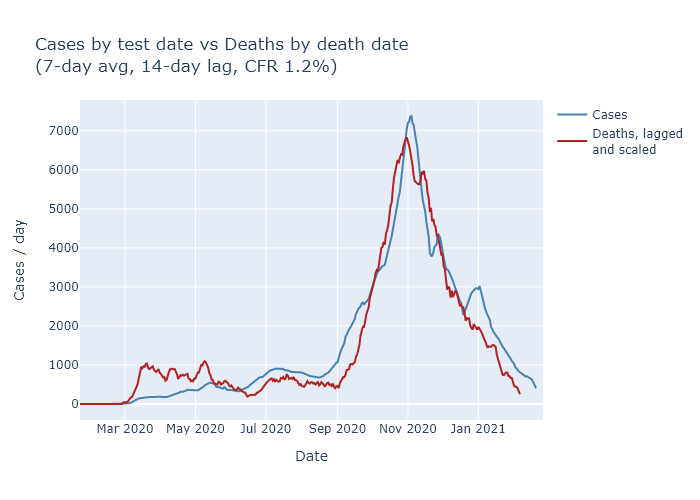 Cases by test date vs Deaths by death date
(7-day avg, 14-day lag, CFR 1.2%)
Cases
Deaths, lagged
and scaled
7000
6000
5000
4000
3000
2000
1000
0
Cases / day
Mar 2020
May 2020
Jul 2020
Sep 2020
Nov 2020
Jan 2021
Date